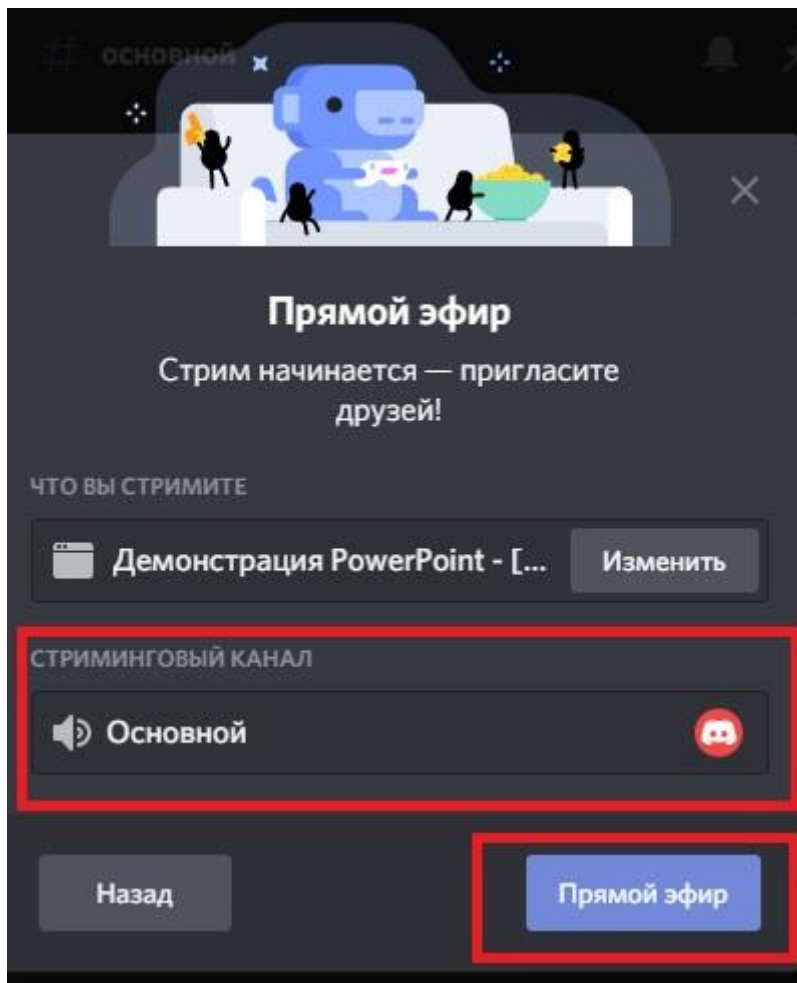 основной
Прямой эфир
Стрим начинается — пригласите
друзей!
ЧТО ВЫ СТРИМИТЕ
Демонстрация PowerPoint - [... Изменить
СТРИМИНГОВЫЙ КАНАЛ
Основной
Назад Прямой эфир